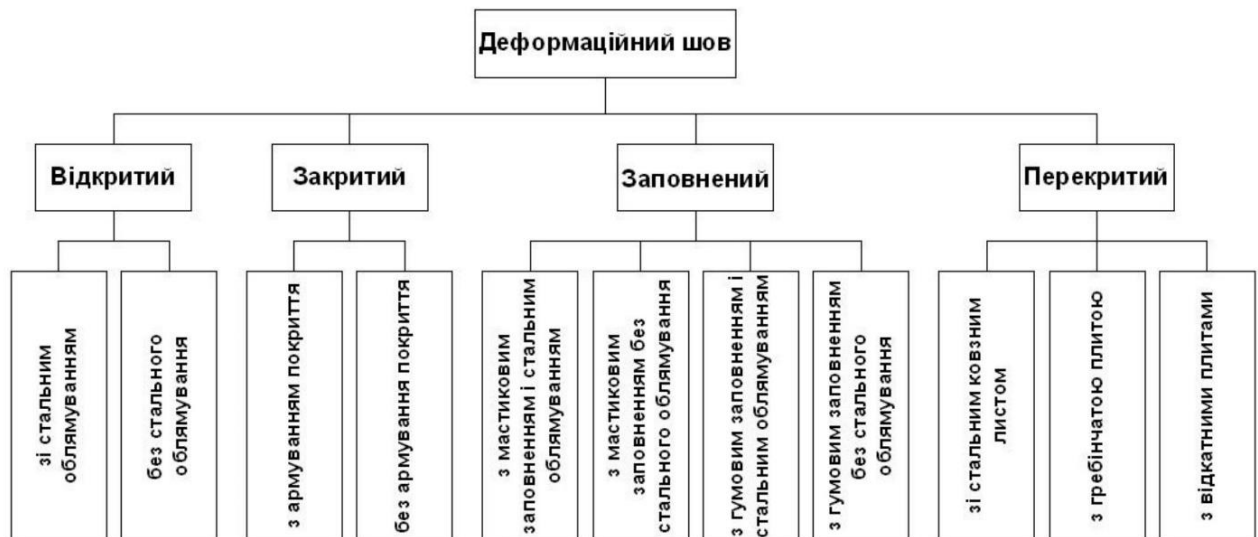 Деформаційний шов
Відкритий
Закритий
Заповнений
Перекритий
зі стальним
облямуванням
без стального
облямування
з армуванням покриття
без армування покриття
з мастиковим
заповненням і стальним
облямуванням
з мастиковим
заповненням без
стального облямування
з гумовим заповненням і
стальним облямуванням
з гумовим заповненням
без стального
облямування
зі стальним ковзним
листом
з гребінчатою плитою
з відкатними плитами